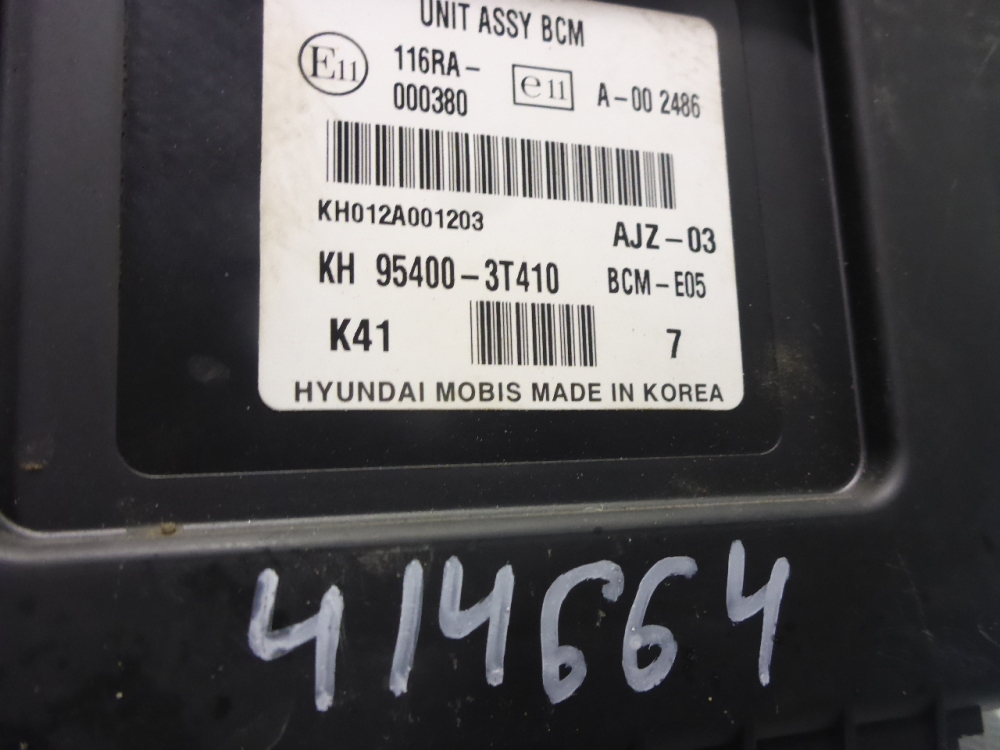 UNIT ASSY BCM
E11 116RA- e11 A-00 2486
000380
KH012A001203
AJZ-03
KH 95400-3T410 BCM-E05
K41 7
HYUNDAI MOBIS MADE IN KOREA
414664